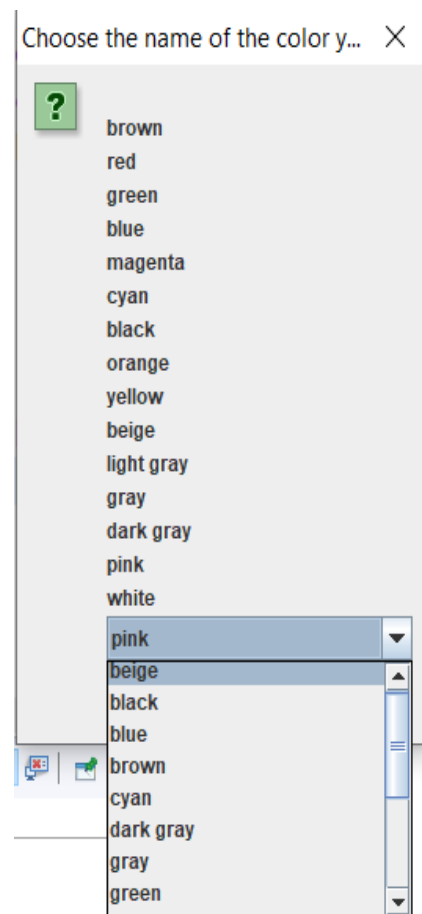 Choose the name of the color y...
?
brown
red
green
blue
magenta
cyan
black
orange
yellow
beige
light gray
gray
dark gray
pink
white
pink
beige
black
blue
brown
cyan
dark gray
gray
green